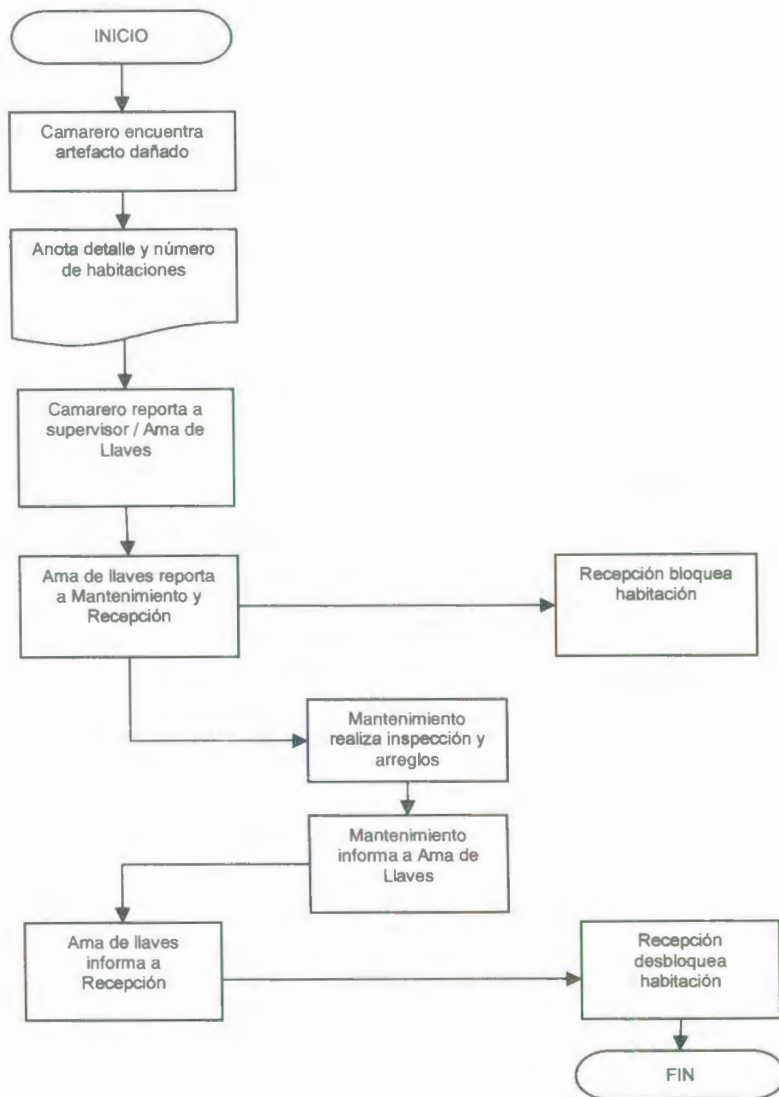 INICIO
Camarero encuentra
artefacto dañado
Anota detalle y número
de habitaciones
Camarero reporta a
supervisor / Ama de
Llaves
Ama de llaves reporta
a Mantenimiento y
Recepción
Recepción bloquea
habitación
Mantenimiento
realiza inspección y
arreglos
Mantenimiento
informa a Ama de
Llaves
Ama de llaves
informa a
Recepción
Recepción
desbloquea
habitación
FIN